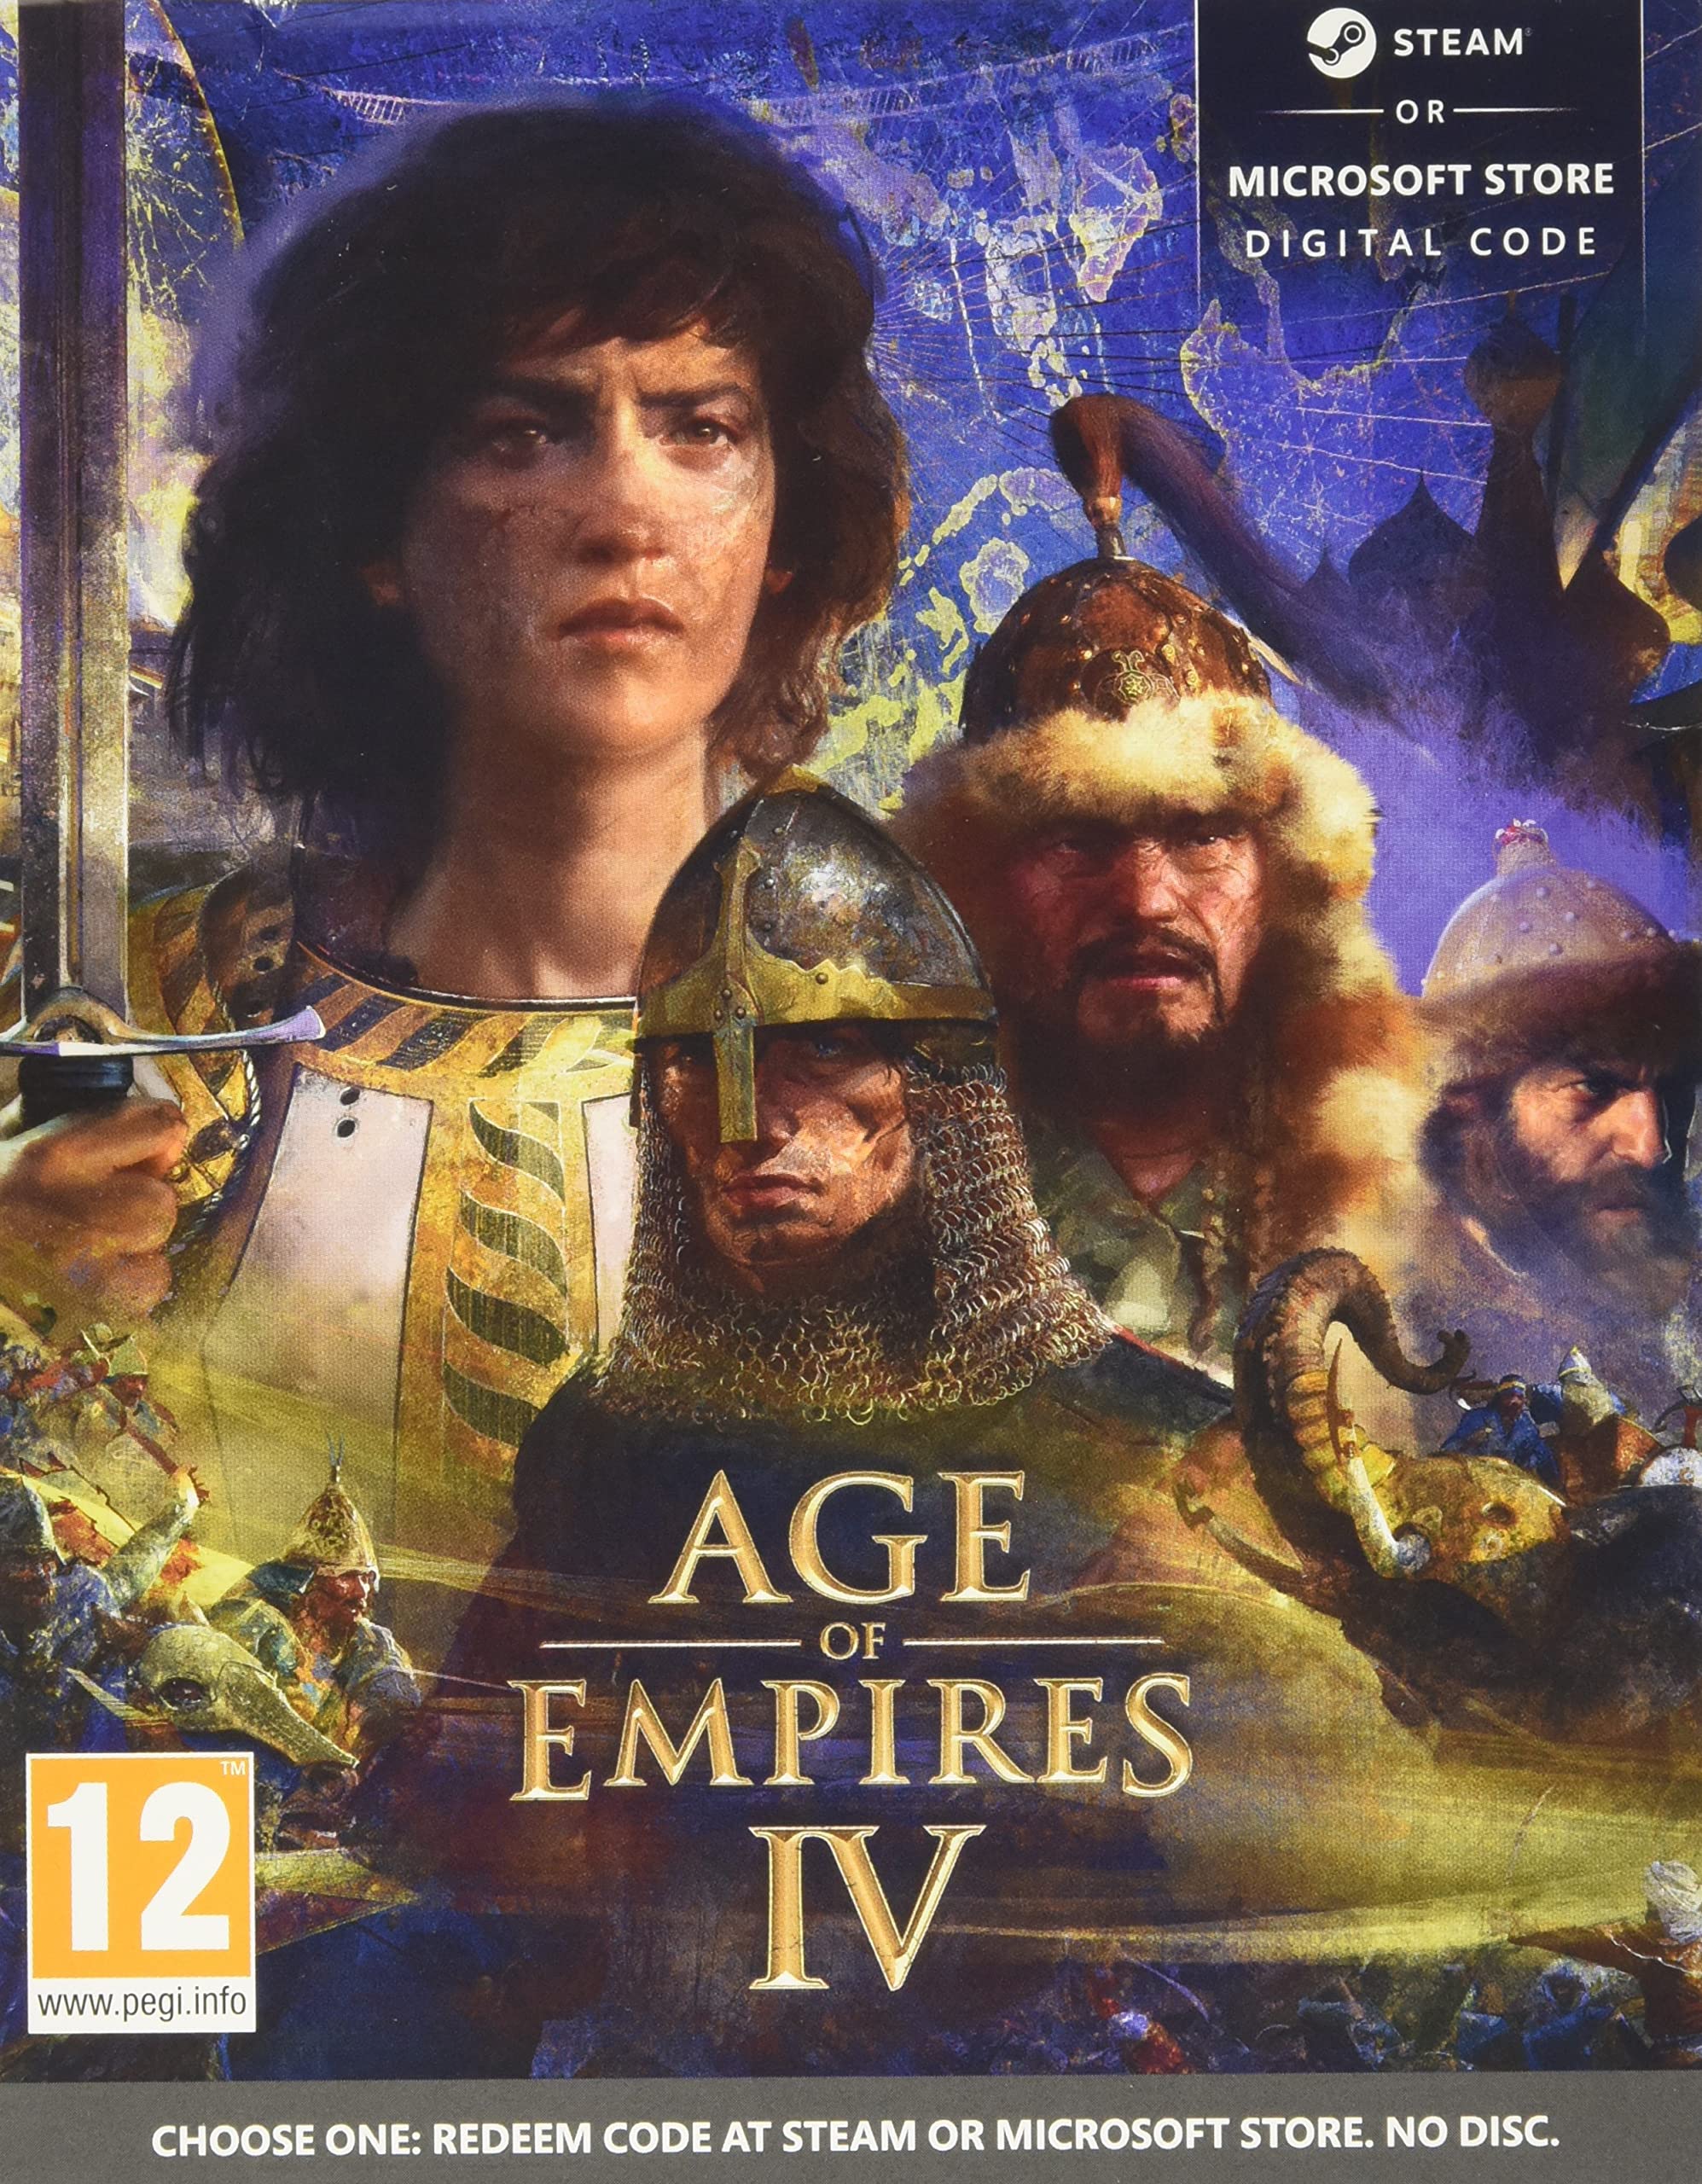 STEAM®
OR
MICROSOFT STORE
DIGITAL CODE
AGE
OF
EMPIRES
IV
12™
www.pegi.info
CHOOSE ONE: REDEEM CODE AT STEAM OR MICROSOFT STORE. NO DISC.